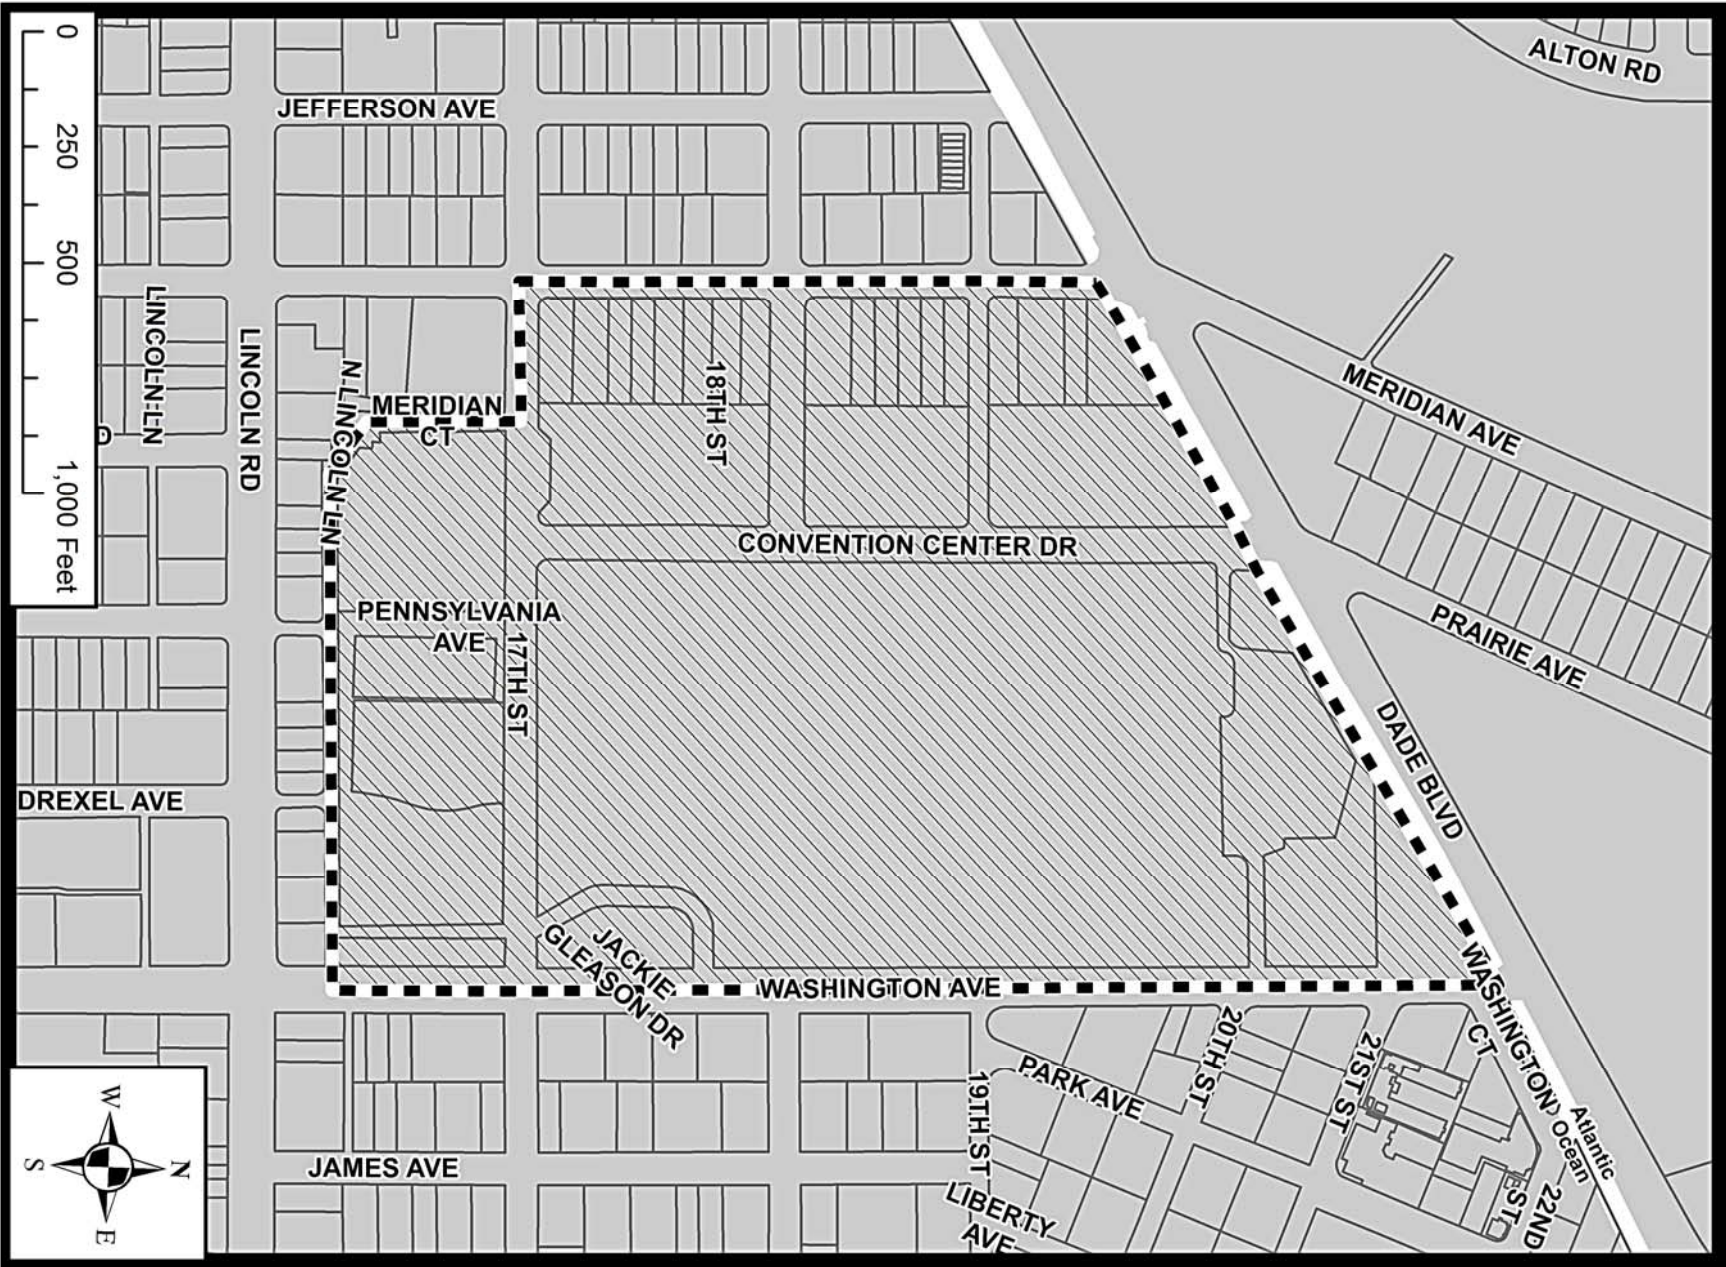 ALTON RD
JEFFERSON AVE
0
250
500
1,000 Feet
LINCOLN LN
LINCOLN RD
N LINCOLN LN
MERIDIAN
CT
18TH ST
MERIDIAN AVE
CONVENTION CENTER DR
PENNSYLVANIA
AVE
17TH ST
PRAIRIE AVE
DADE BLVD
DREXEL AVE
JACKIE
GLEASON DR
WASHINGTON AVE
WASHINGTON
CT
20TH ST
21ST ST
PARK AVE
19TH ST
Atlantic
Ocean
22ND
ST
JAMES AVE
LIBERTY
AVE
W
N
S
E